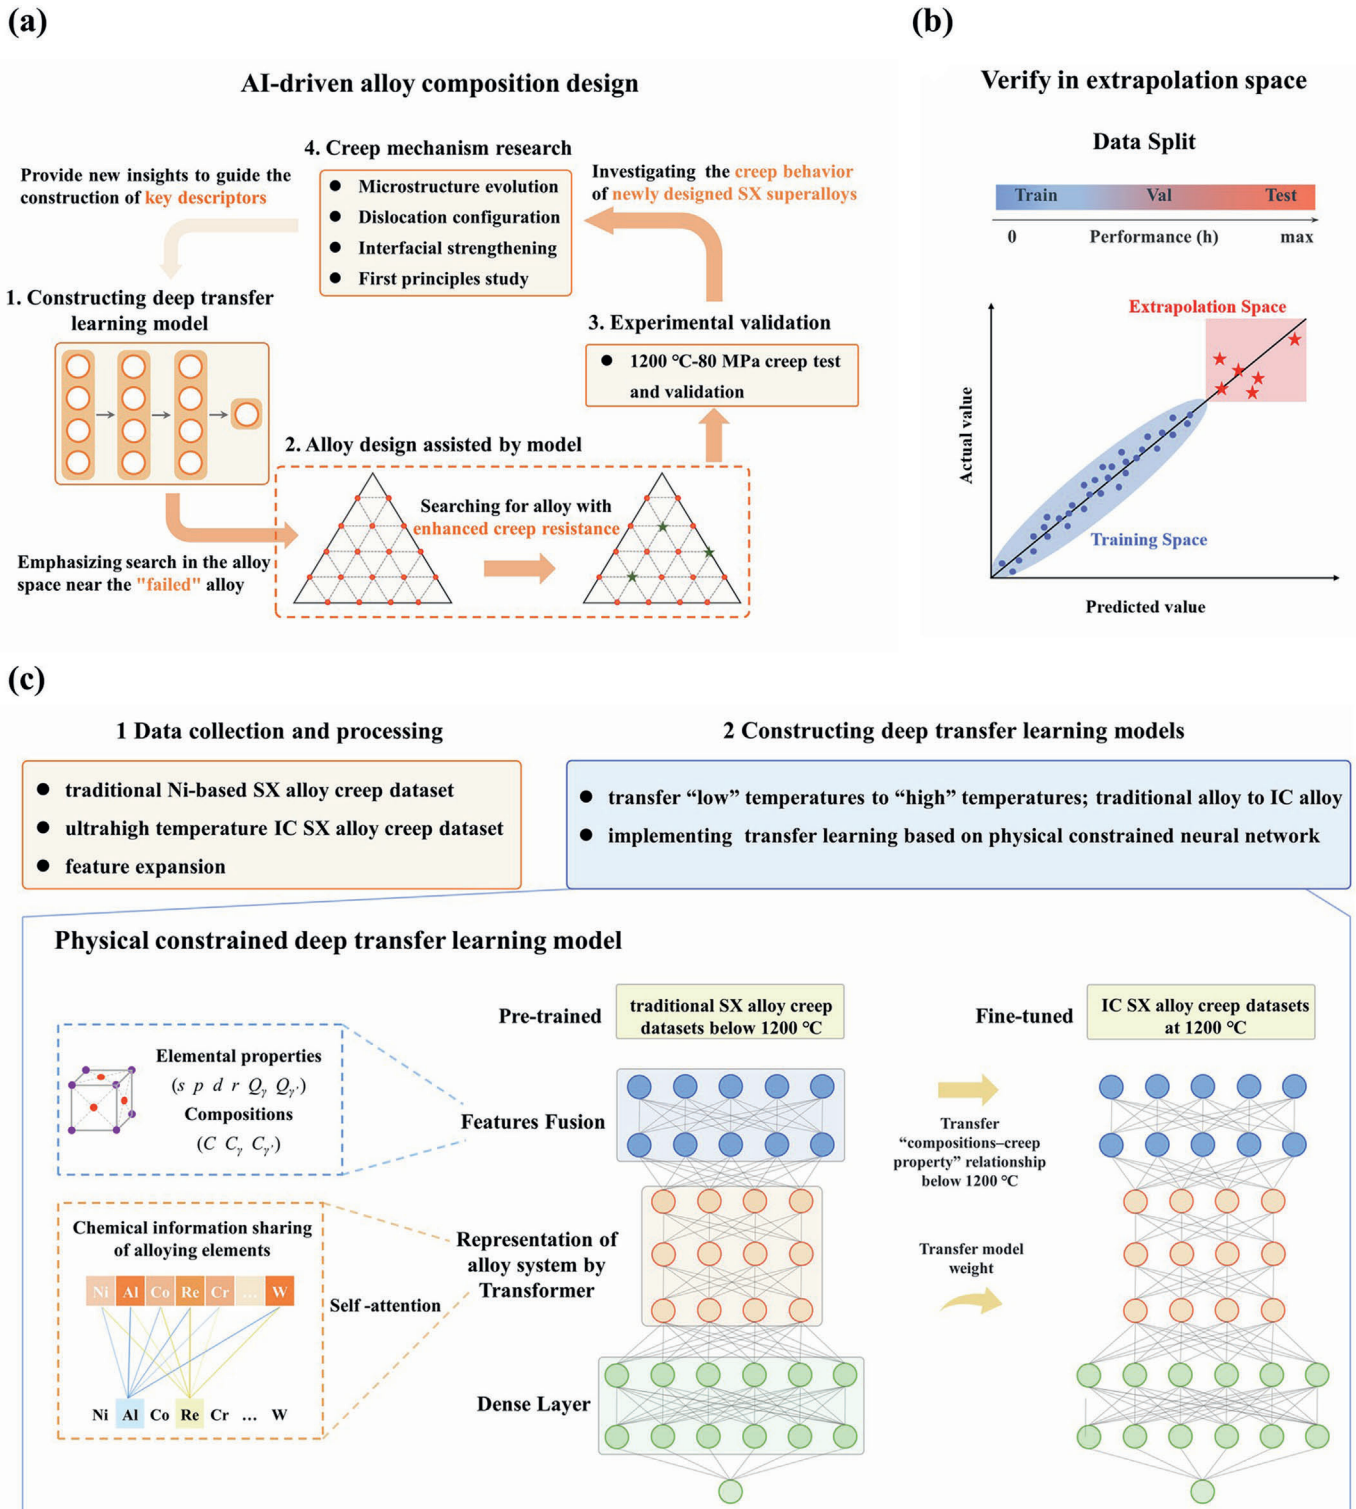 (a)
AI-driven alloy composition design
4. Creep mechanism research
Provide new insights to guide the
construction of key descriptors
● Microstructure evolution
● Dislocation configuration
● Interfacial strengthening
● First principles study
Investigating the creep behavior
of newly designed SX superalloys
1. Constructing deep transfer
learning model
3. Experimental validation
● 1200 °C-80 MPa creep test
and validation
2. Alloy design assisted by model
Searching for alloy with
enhanced creep resistance
Emphasizing search in the alloy
space near the "failed" alloy
(b)
Verify in extrapolation space
Data Split
Train Val Test
0 Performance (h) max
Extrapolation Space
Actual value
Training Space
Predicted value
(c)
1 Data collection and processing
● traditional Ni-based SX alloy creep dataset
● ultrahigh temperature IC SX alloy creep dataset
● feature expansion
2 Constructing deep transfer learning models
● transfer “low” temperatures to “high” temperatures; traditional alloy to IC alloy
● implementing transfer learning based on physical constrained neural network
Physical constrained deep transfer learning model
Pre-trained
traditional SX alloy creep
datasets below 1200 °C
Fine-tuned
IC SX alloy creep datasets
at 1200 °C
Elemental properties
(s p d r Qγ Qγ')
Compositions
(C Cγ Cγ')
Features Fusion
Transfer
“compositions–creep
property” relationship
below 1200 °C
Chemical information sharing
of alloying elements
Ni Al Co Re Cr ... W
Ni Al Co Re Cr ... W
Self -attention
Representation of
alloy system by
Transformer
Transfer model
weight
Dense Layer